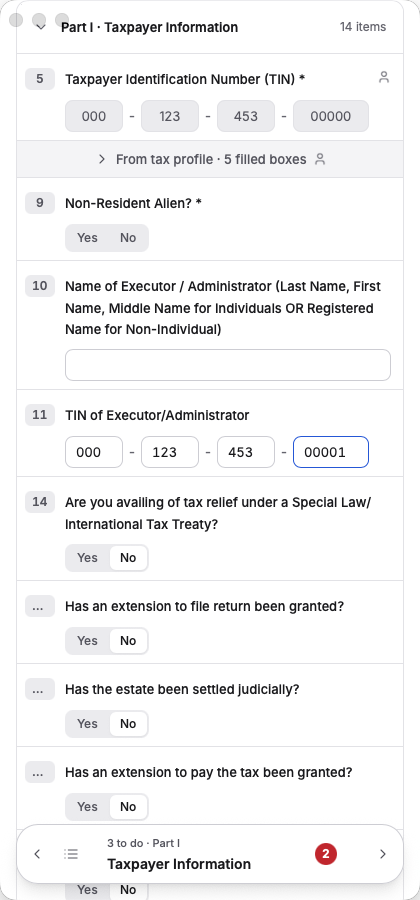 Part I · Taxpayer Information 14 items
5 Taxpayer Identification Number (TIN) *
000 - 123 - 453 - 00000
From tax profile · 5 filled boxes
9 Non-Resident Alien? *
Yes No
10 Name of Executor / Administrator (Last Name, First
Name, Middle Name for Individuals OR Registered
Name for Non-Individual)
11 TIN of Executor/Administrator
000 - 123 - 453 - 00001
14 Are you availing of tax relief under a Special Law/
International Tax Treaty?
Yes No
... Has an extension to file return been granted?
Yes No
... Has the estate been settled judicially?
Yes No
... Has an extension to pay the tax been granted?
Yes No
3 to do · Part I
Taxpayer Information 2
Yes No